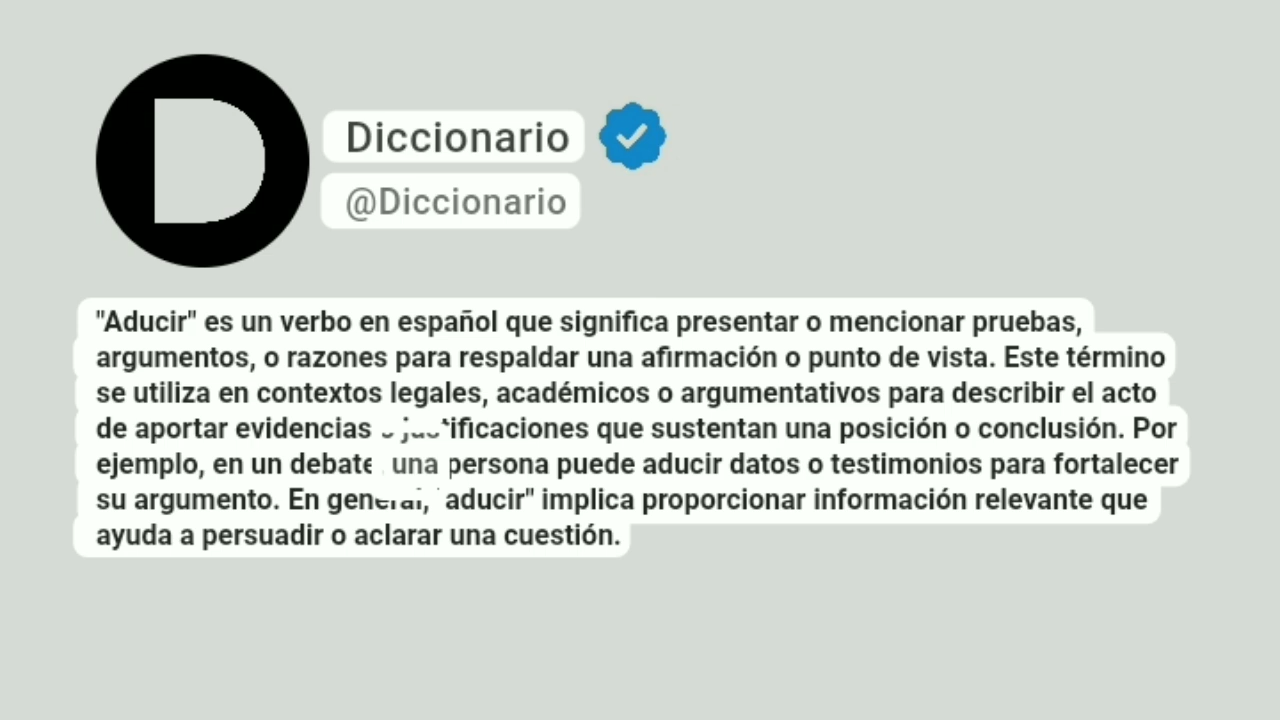 D
Diccionario
@Diccionario
"Aducir" es un verbo en español que significa presentar o mencionar pruebas,
argumentos, o razones para respaldar una afirmación o punto de vista. Este término
se utiliza en contextos legales, académicos o argumentativos para describir el acto
de aportar evidencias o justificaciones que sustentan una posición o conclusión. Por
ejemplo, en un debate una persona puede aducir datos o testimonios para fortalecer
su argumento. En general, "aducir" implica proporcionar información relevante que
ayuda a persuadir o aclarar una cuestión.